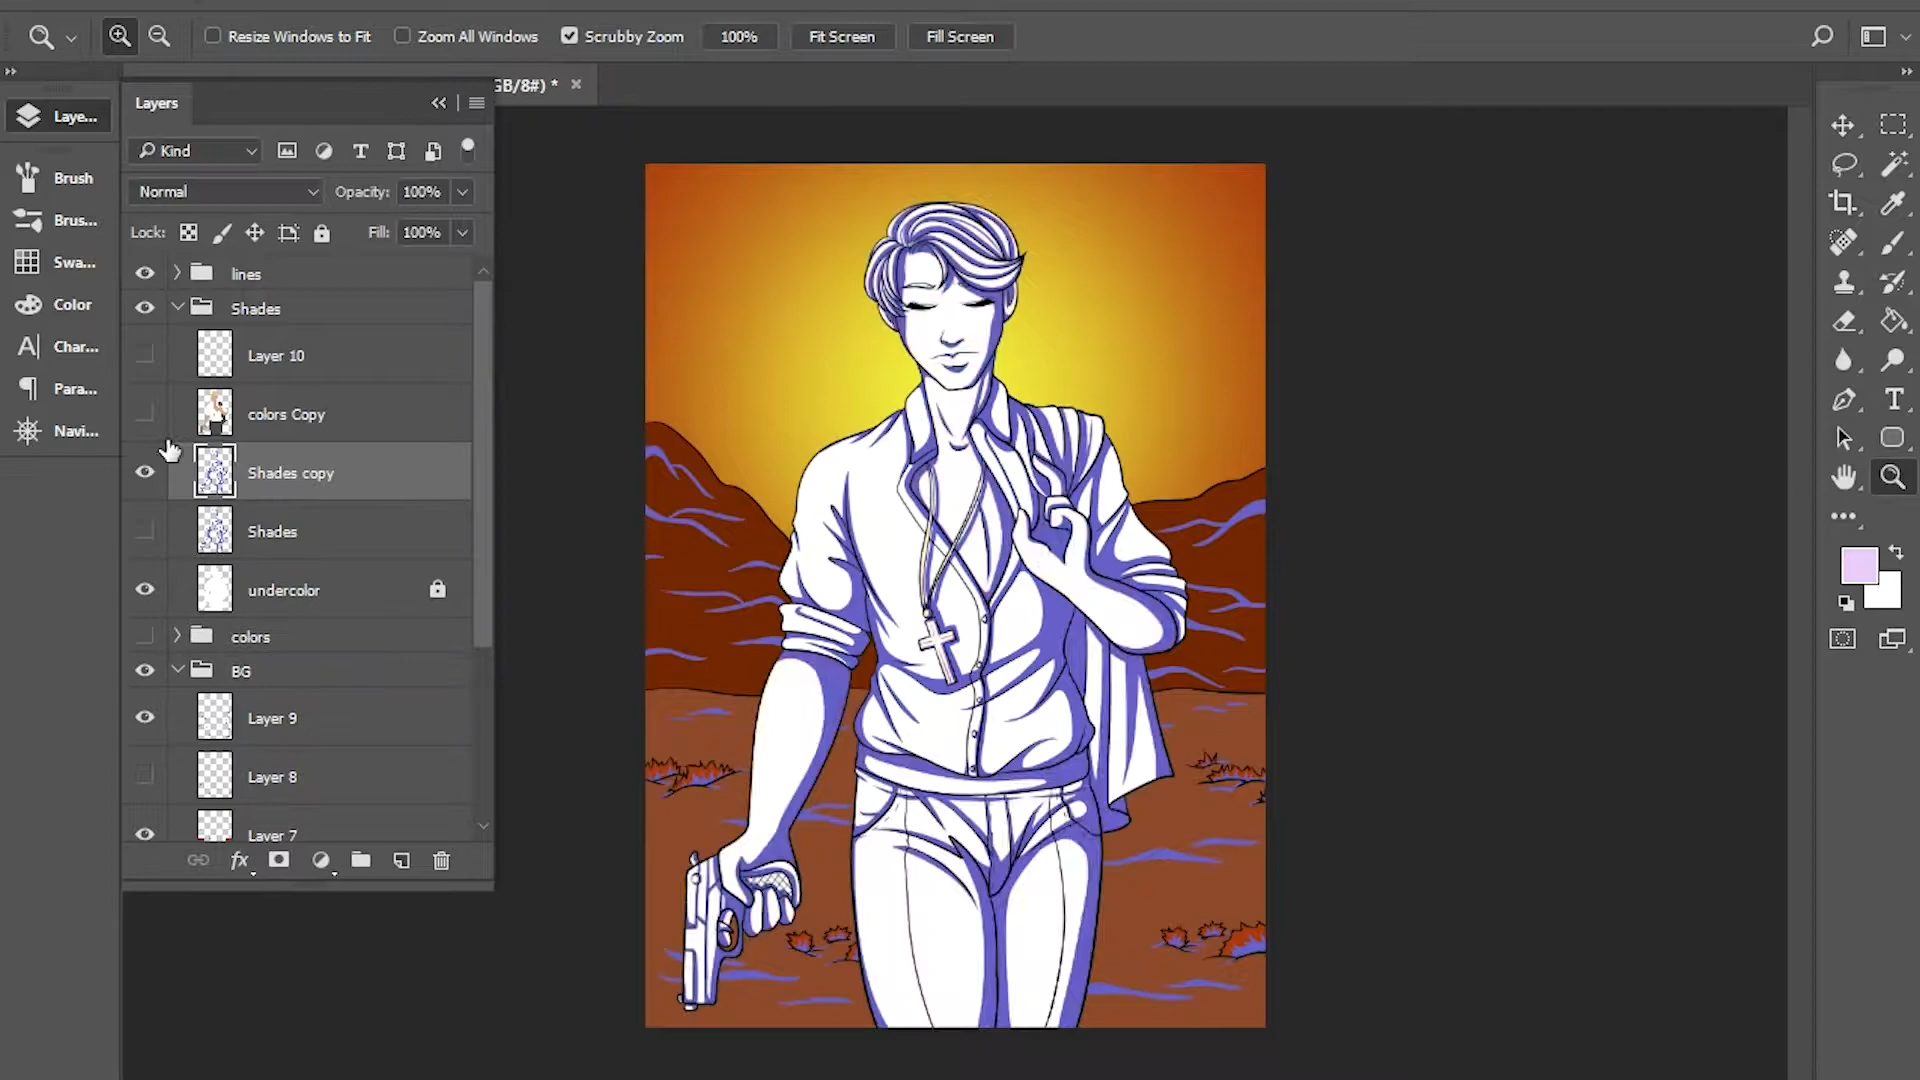 Resize Windows to Fit
Zoom All Windows
Scrubby Zoom
100%
Fit Screen
Fill Screen
GB/8#) *
Laye...
Layers
Kind
Brush
Normal
Opacity: 100%
Brus...
Lock:
Fill: 100%
Swa...
lines
Color
Shades
Char...
Layer 10
Para...
colors Copy
Navi...
Shades copy
Shades
undercolor
colors
BG
Layer 9
Layer 8
Layer 7
fx